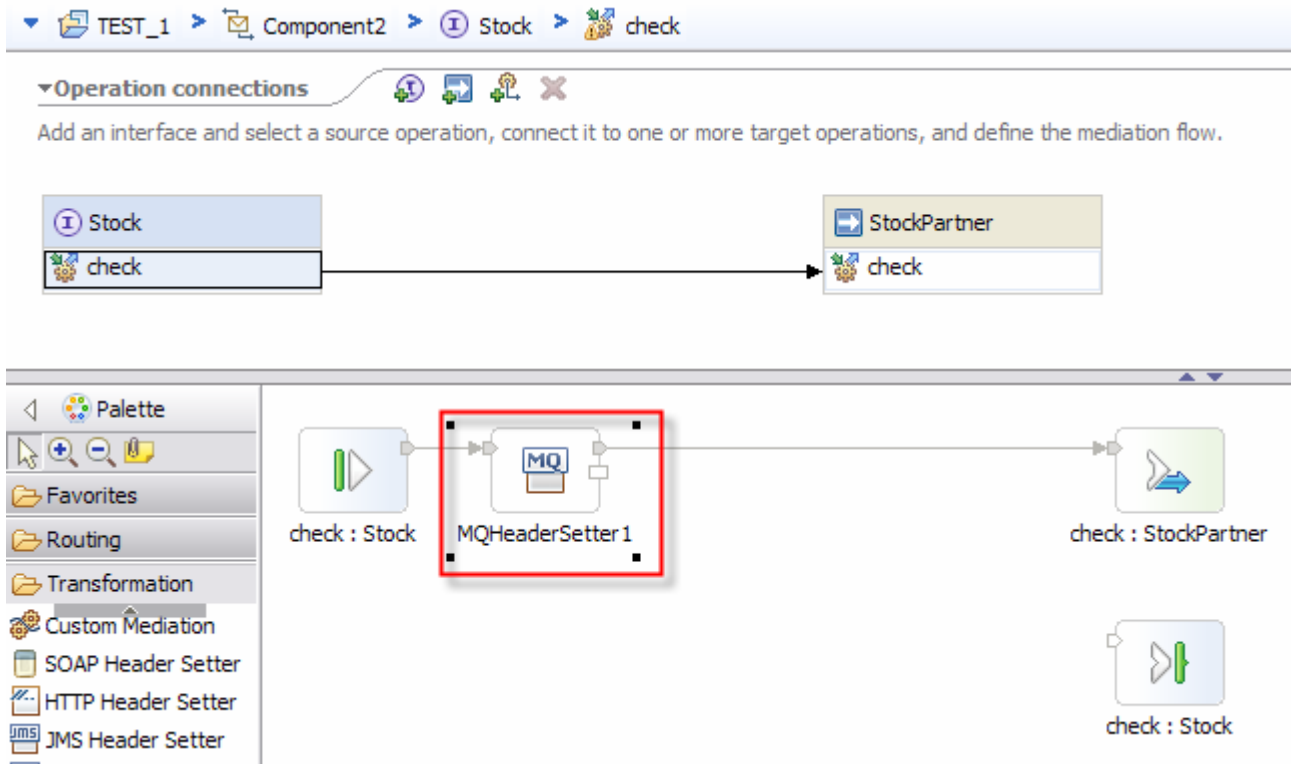 TEST_1 > Component2 > I Stock > check
Operation connections
Add an interface and select a source operation, connect it to one or more target operations, and define the mediation flow.
I Stock
StockPartner
check
check
Palette
Favorites
Routing
Transformation
Custom Mediation
SOAP Header Setter
HTTP Header Setter
JMS JMS Header Setter
check : Stock
MQ
MQHeaderSetter1
check : StockPartner
check : Stock